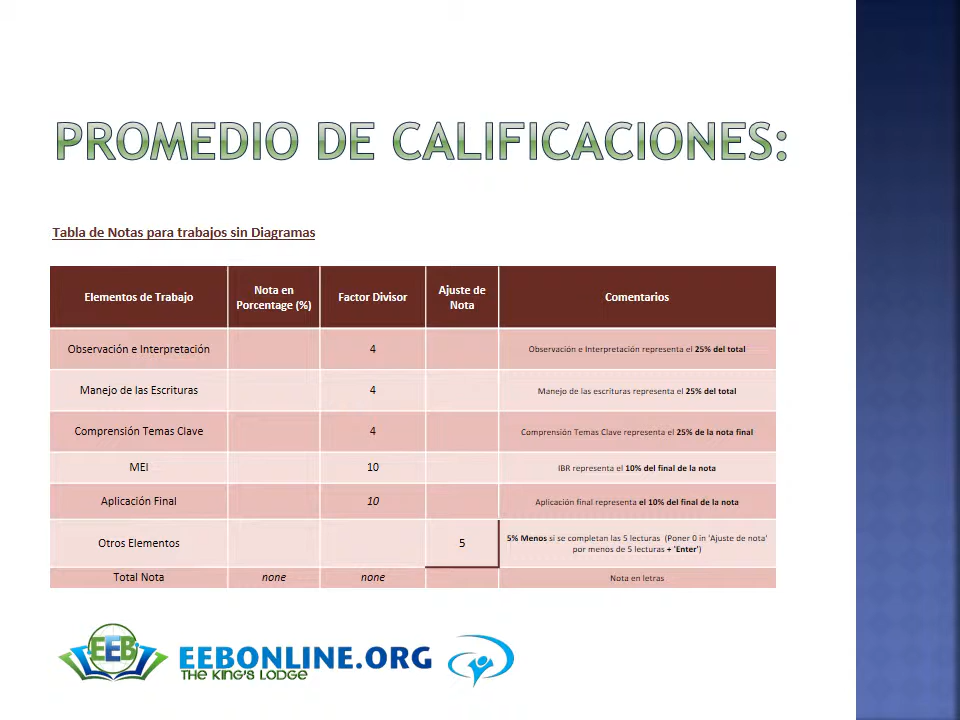 PROMEDIO DE CALIFICACIONES:
Tabla de Notas para trabajos sin Diagramas
Elementos de Trabajo
Nota en
Porcentage (%)
Factor Divisor
Ajuste de
Nota
Comentarios
Observación e Interpretación
4
Observación e Interpretación representa el 25% del total
Manejo de las Escrituras
4
Manejo de las escrituras representa el 25% del total
Comprensión Temas Clave
4
Comprensión Temas Clave representa el 25% de la nota final
MEI
10
IBR representa el 10% del final de la nota
Aplicación Final
10
Aplicación final representa el 10% del final de la nota
Otros Elementos
5
5% Menos si se completan las 5 lecturas (Poner 0 in 'Ajuste de nota'
por menos de 5 lecturas + 'Enter')
Total Nota
none
none
Nota en letras
EEB
EEBONLINE.ORG
THE KING'S LODGE